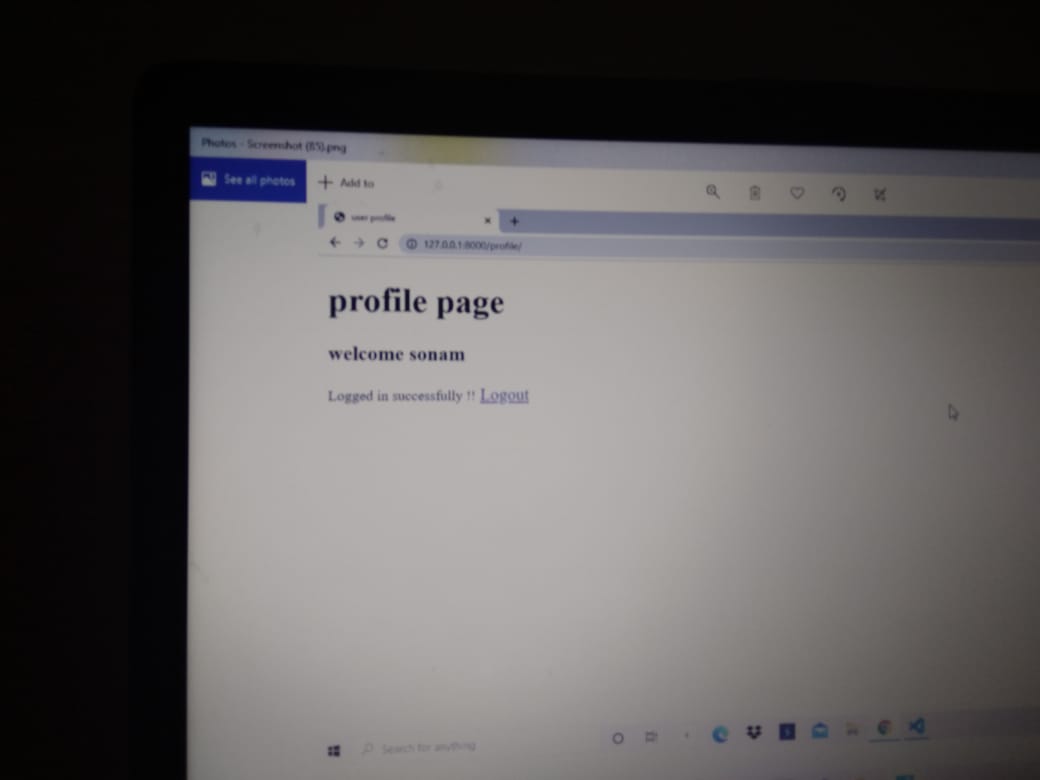 Photos - Screenshot (85).png
See all photos
Add to
user profile
127.0.0.1:8000/profile/
profile page
welcome sonam
Logged in successfully !! Logout
Search for anything